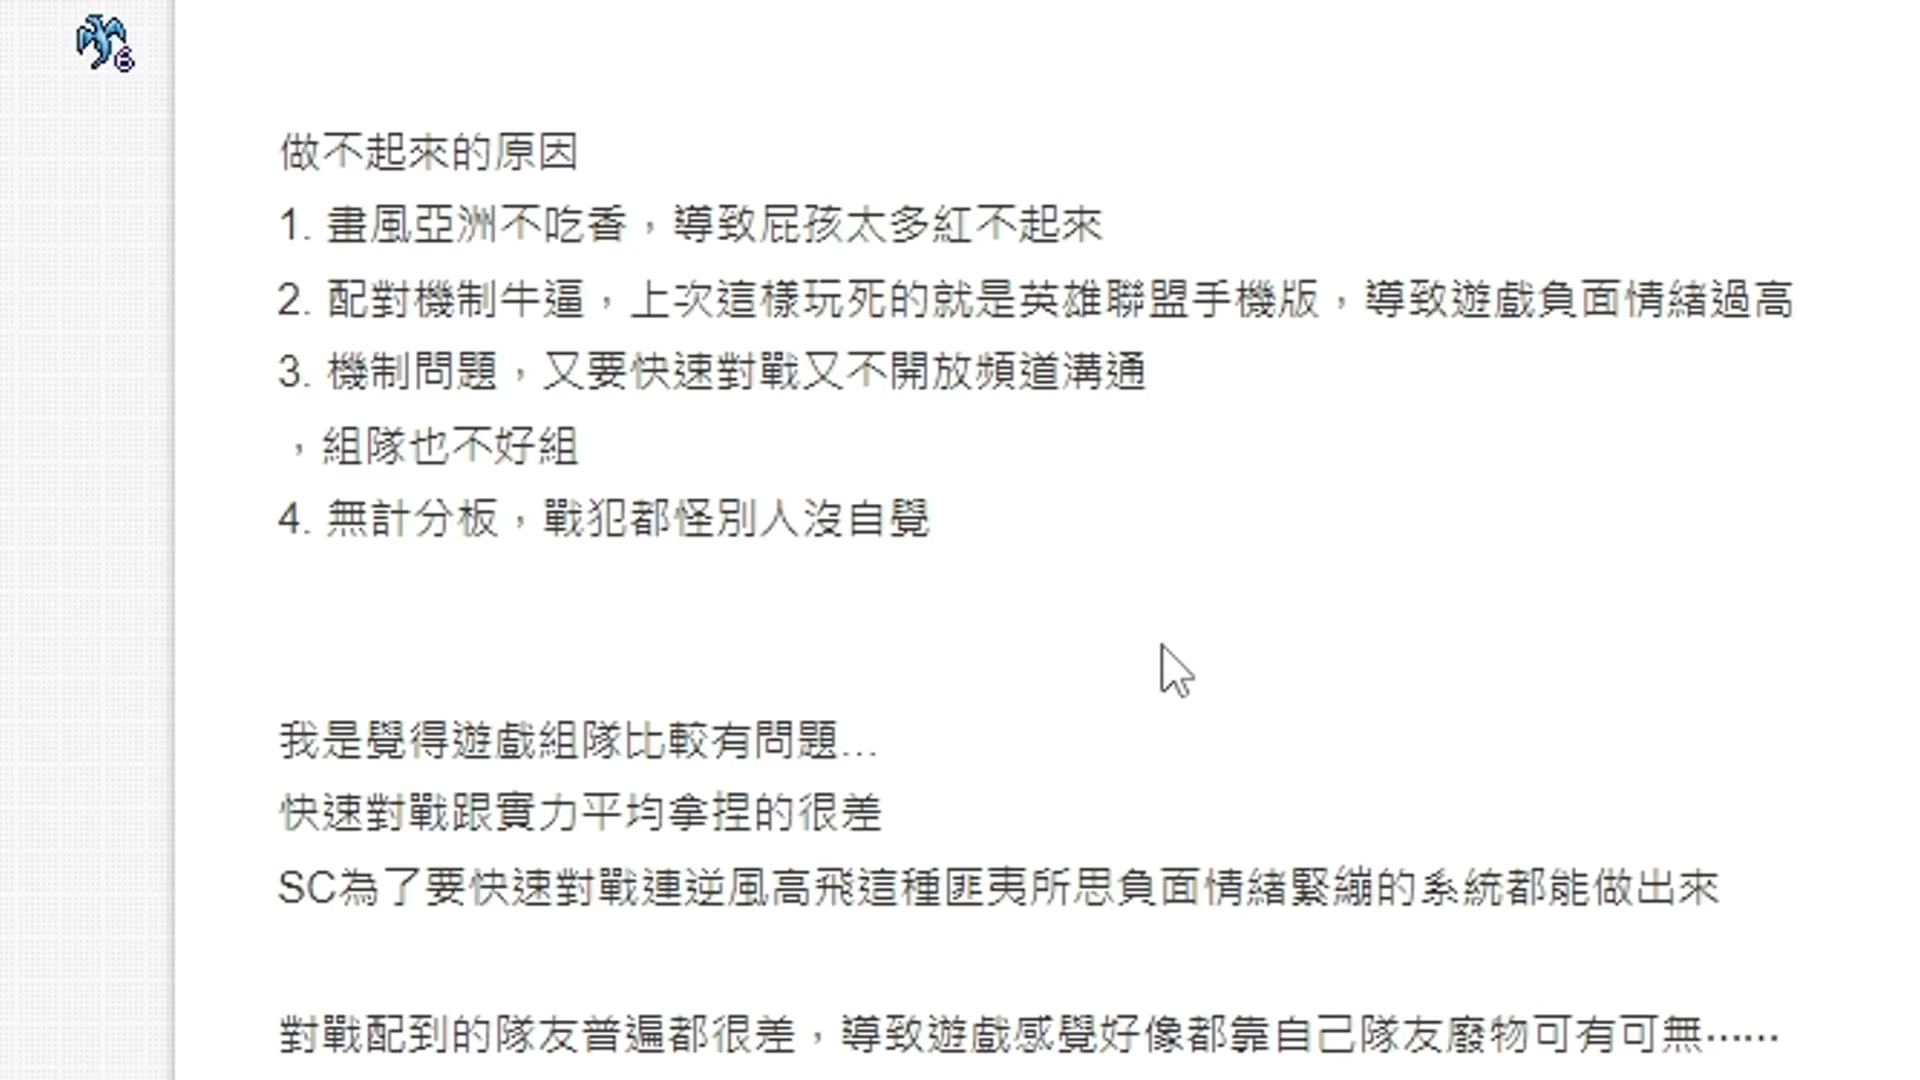 做不起來的原因
1. 畫風亞洲不吃香，導致屁孩太多紅不起來
2. 配對機制牛逼，上次這樣玩死的就是英雄聯盟手機版，導致遊戲負面情緒過高
3. 機制問題，又要快速對戰又不開放頻道溝通
，組隊也不好組
4. 無計分板，戰犯都怪別人沒自覺
我是覺得遊戲組隊比較有問題...
快速對戰跟實力平均拿捏的很差
SC為了要快速對戰連逆風高飛這種匪夷所思負面情緒緊繃的系統都能做出來
對戰配到的隊友普遍都很差，導致遊戲感覺好像都靠自己隊友廢物可有可無……